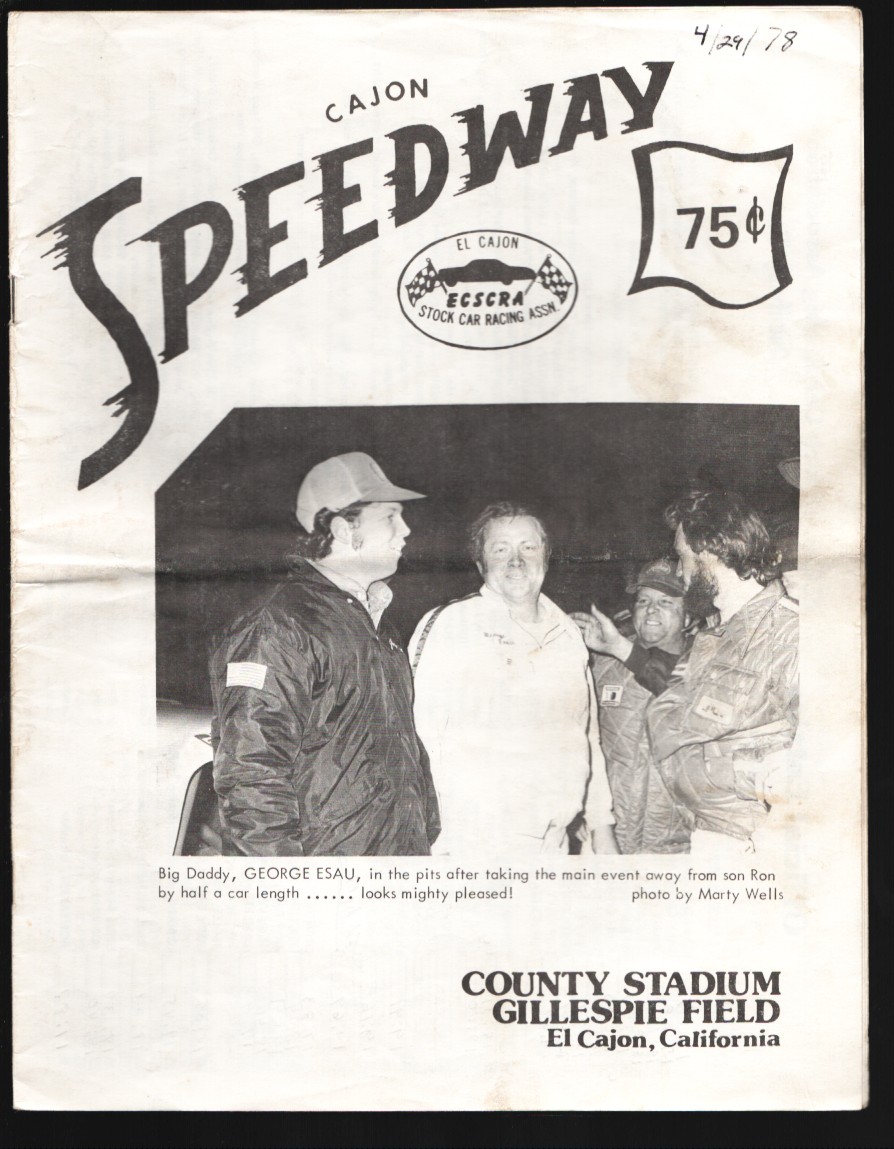 4/29/78
CAJON
SPEEDWAY
75¢
EL CAJON
ECSCRA
STOCK CAR RACING ASSN.
Big Daddy, GEORGE ESAU, in the pits after taking the main event away from son Ron
by half a car length ...... looks mighty pleased!
photo by Marty Wells
COUNTY STADIUM
GILLESPIE FIELD
El Cajon, California